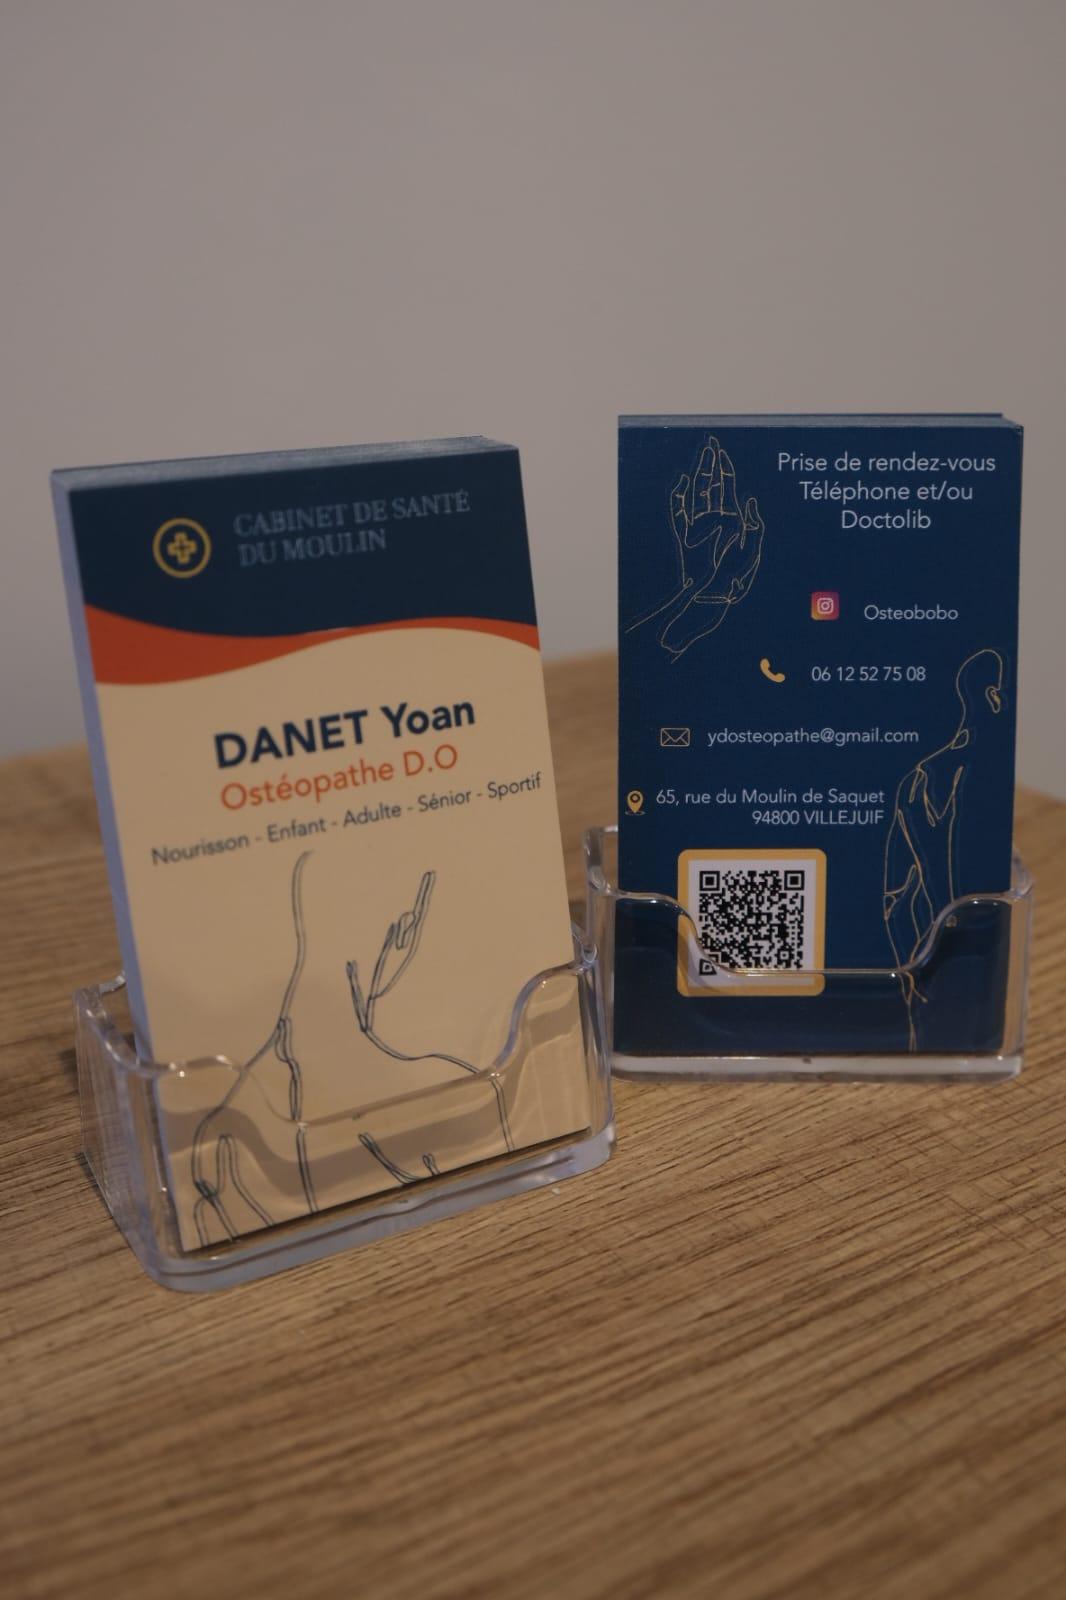 CABINET DE SANTÉ
DU MOULIN
DANET Yoan
Ostéopathe D.O
Nourisson - Enfant - Adulte - Sénior - Sportif
Prise de rendez-vous
Téléphone et/ou
Doctolib
Osteobobo
06 12 52 75 08
ydosteopathe@gmail.com
65, rue du Moulin de Saquet
94800 VILLEJUIF